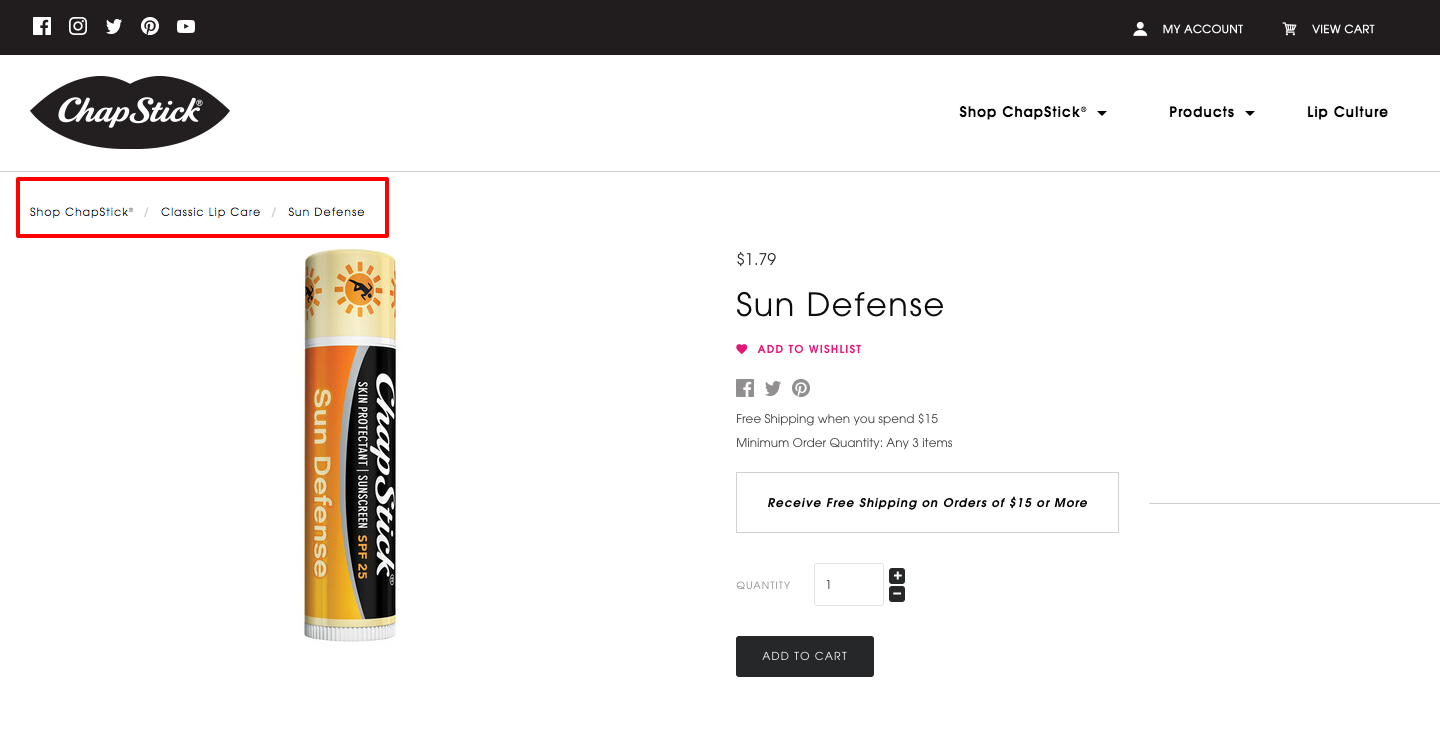 MY ACCOUNT
VIEW CART
ChapStick®
Shop ChapStick®
Products
Lip Culture
Shop ChapStick® / Classic Lip Care / Sun Defense
Sun Defense
SKIN PROTECTANT | SUNSCREEN SPF 25
ChapStick®
$1.79
Sun Defense
ADD TO WISHLIST
Free Shipping when you spend $15
Minimum Order Quantity: Any 3 items
Receive Free Shipping on Orders of $15 or More
QUANTITY 1
ADD TO CART